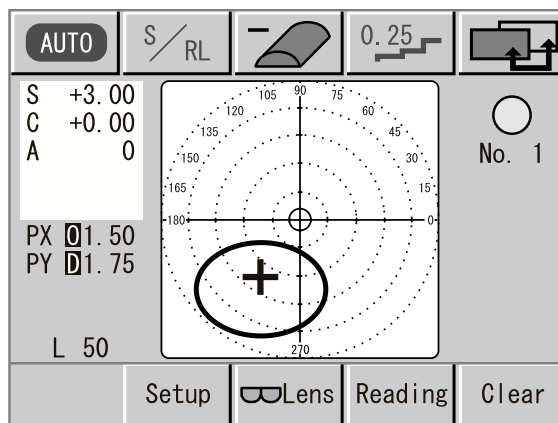 AUTO
S/RL
0.25
S +3.00
C +0.00
A 0
PX O1.50
PY D1.75
L 50
90
105 75
120 60
135 45
150 30
165 15
180 0
270
No. 1
Setup
Lens
Reading
Clear